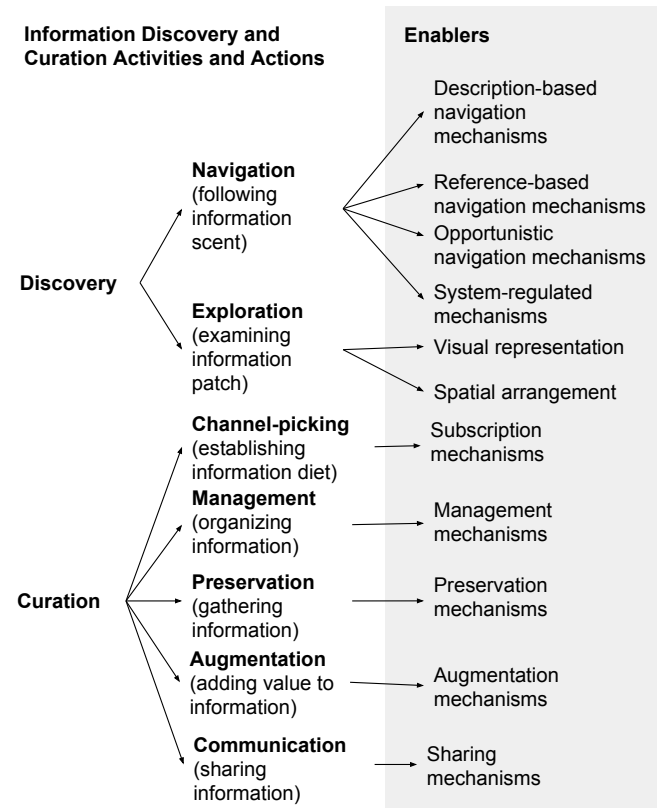 Information Discovery and
Curation Activities and Actions
Enablers
Discovery
Navigation
(following
information
scent)
Description-based
navigation
mechanisms
Reference-based
navigation mechanisms
Opportunistic
navigation mechanisms
System-regulated
mechanisms
Exploration
(examining
information
patch)
Visual representation
Spatial arrangement
Curation
Channel-picking
(establishing
information diet)
Subscription
mechanisms
Management
(organizing
information)
Management
mechanisms
Preservation
(gathering
information)
Preservation
mechanisms
Augmentation
(adding value to
information)
Augmentation
mechanisms
Communication
(sharing
information)
Sharing
mechanisms